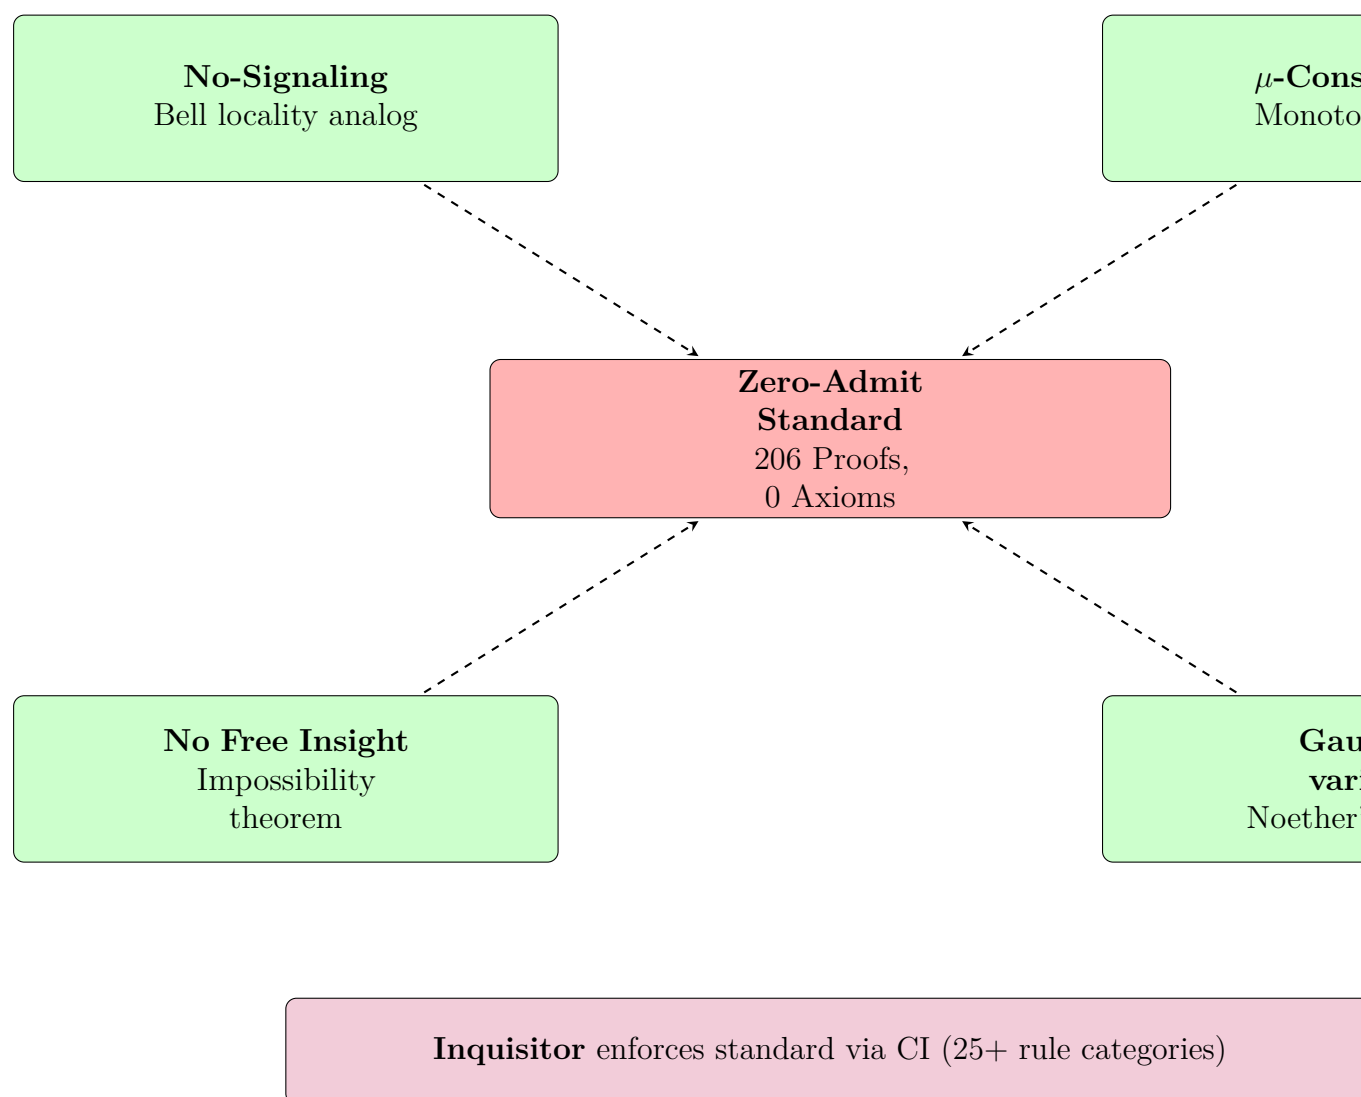 No-Signaling
Bell locality analog
μ-Cons
Monoto
Zero-Admit
Standard
206 Proofs,
0 Axioms
No Free Insight
Impossibility
theorem
Gau
vari
Noether'
Inquisitor enforces standard via CI (25+ rule categories)